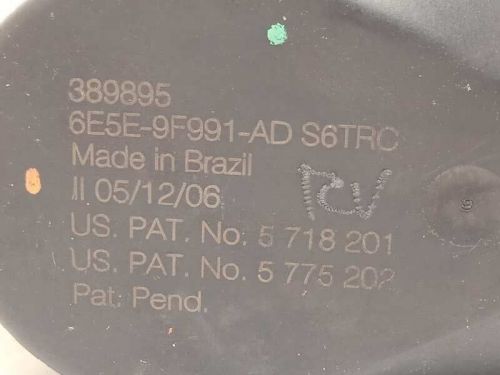 389895
6E5E-9F991-AD S6TRC
Made in Brazil
II 05/12/06
US. PAT. No. 5 718 201
US. PAT. No. 5 775 202
Pat. Pend.